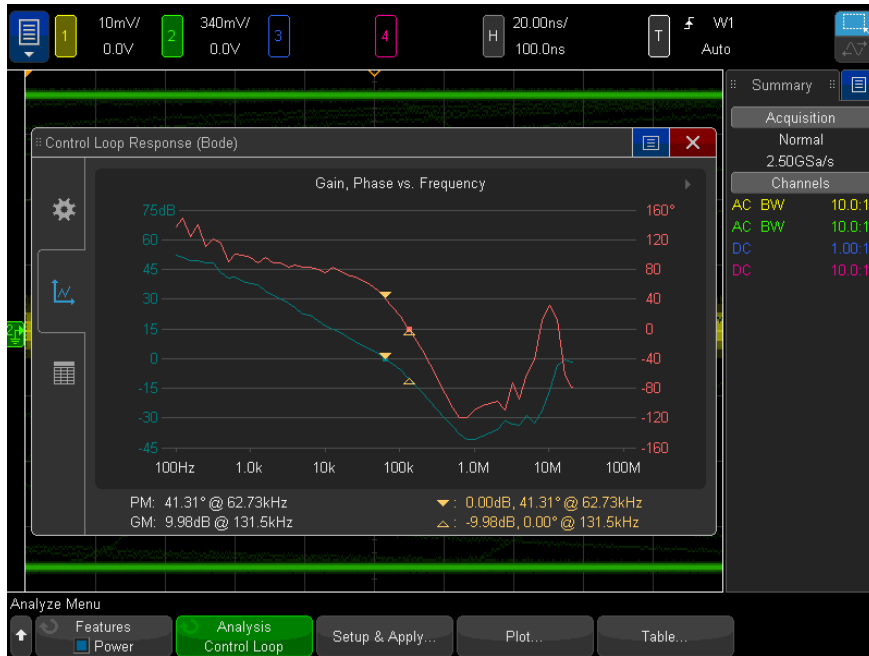 1
10mV/
0.0V
2
340mV/
0.0V
3
4
H
20.00ns/
100.0ns
T
W1
Auto
Summary
Acquisition
Normal
2.50GSa/s
Channels
AC BW 10.0:1
AC BW 10.0:1
DC 1.00:1
DC 10.0:1
Control Loop Response (Bode)
Gain, Phase vs. Frequency
75dB 160°
60 120
45 80
30 40
15 0
0 -40
-15 -80
-30 -120
-45 -160
100Hz 1.0k 10k 100k 1.0M 10M 100M
PM: 41.31° @ 62.73kHz ▼: 0.00dB, 41.31° @ 62.73kHz
GM: 9.98dB @ 131.5kHz △: -9.98dB, 0.00° @ 131.5kHz
2
Analyze Menu
Features
Power
Analysis
Control Loop
Setup & Apply...
Plot...
Table...